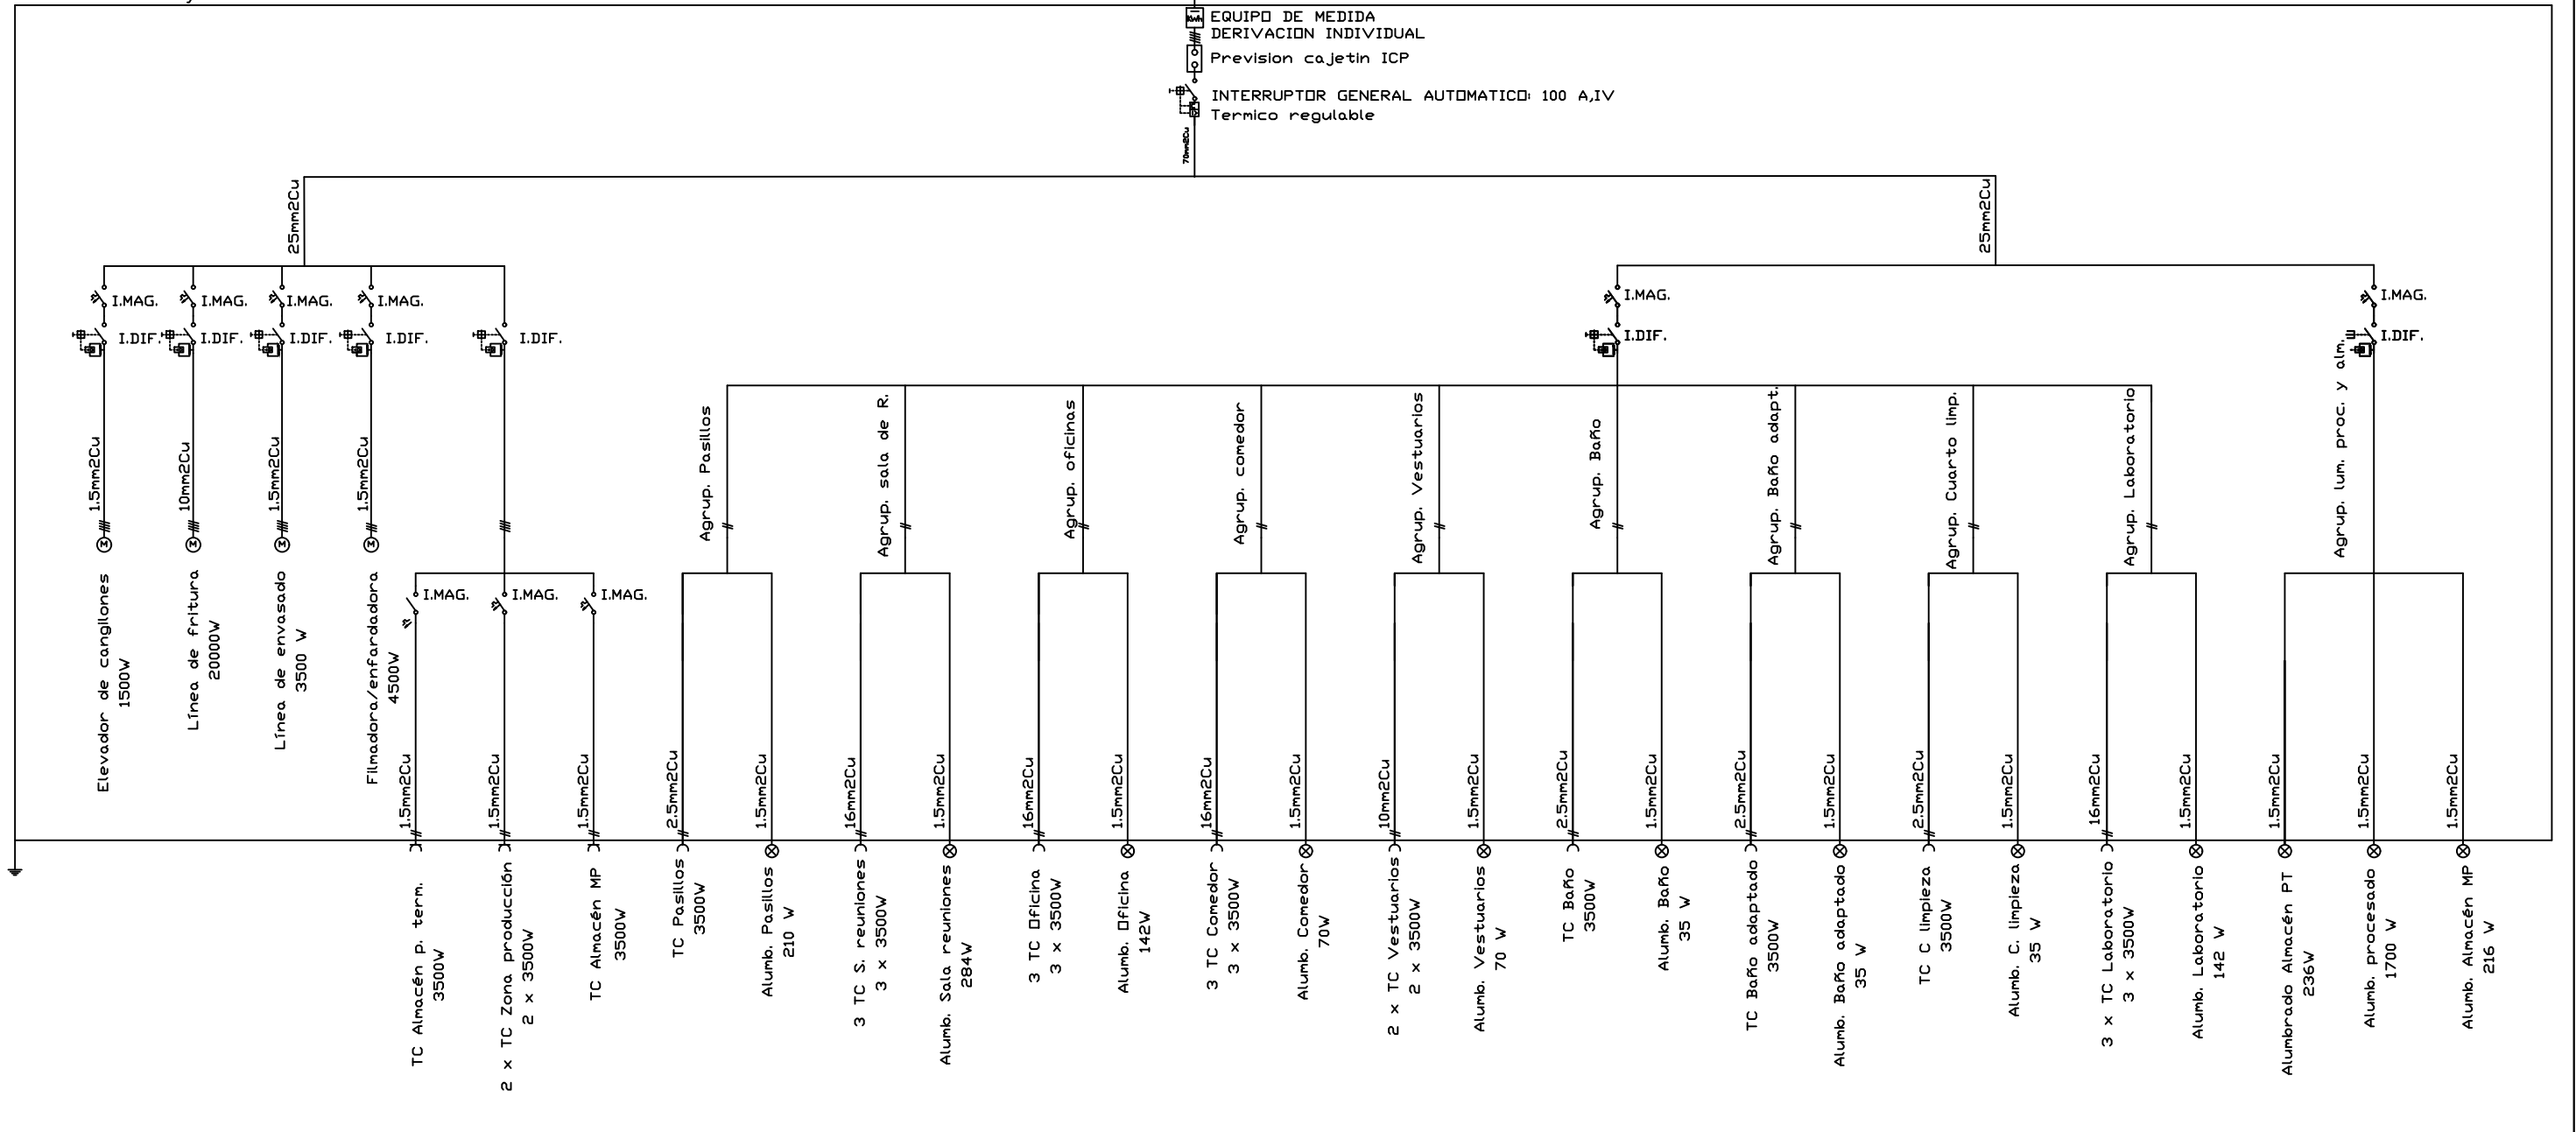 Kwh
EQUIPO DE MEDIDA
DERIVACION INDIVIDUAL
Prevision cajetin ICP
INTERRUPTOR GENERAL AUTOMATICO: 100 A,IV
Termico regulable
70mm2Cu
25mm2Cu
25mm2Cu
I.MAG.
I.MAG.
I.MAG.
I.MAG.
I.MAG.
I.MAG.
I.DIF.
I.DIF.
I.DIF.
I.DIF.
I.DIF.
I.DIF.
I.DIF.
1.5mm2Cu
10mm2Cu
1.5mm2Cu
1.5mm2Cu
Agrup. Pasillos
Agrup. sala de R.
Agrup. oficinas
Agrup. comedor
Agrup. Vestuarios
Agrup. Baño
Agrup. Baño adapt.
Agrup. Cuarto limp.
Agrup. Laboratorio
Agrup. lum. proc. y alm.
M
M
M
M
Elevador de cangilones
1500W
Línea de fritura
20000W
Línea de envasado
3500 W
Filmadora/enfardadora
4500W
I.MAG.
I.MAG.
I.MAG.
1.5mm2Cu
1.5mm2Cu
1.5mm2Cu
2.5mm2Cu
1.5mm2Cu
16mm2Cu
1.5mm2Cu
16mm2Cu
1.5mm2Cu
16mm2Cu
1.5mm2Cu
10mm2Cu
1.5mm2Cu
2.5mm2Cu
1.5mm2Cu
2.5mm2Cu
1.5mm2Cu
2.5mm2Cu
1.5mm2Cu
16mm2Cu
1.5mm2Cu
1.5mm2Cu
1.5mm2Cu
1.5mm2Cu
TC Almacén p. term.
3500W
2 x TC Zona producción
2 x 3500W
TC Almacén MP
3500W
TC Pasillos
3500W
Alumb. Pasillos
210 W
3 TC S. reuniones
3 x 3500W
Alumb. Sala reuniones
284W
3 TC Oficina
3 x 3500W
Alumb. Oficina
142W
3 TC Comedor
3 x 3500W
Alumb. Comedor
70W
2 x TC Vestuarios
2 x 3500W
Alumb. Vestuarios
70 W
TC Baño
3500W
Alumb. Baño
35 W
TC Baño adaptado
3500W
Alumb. Baño adaptado
35 W
TC C limpieza
3500W
Alumb. C. limpieza
35 W
3 x TC Laboratorio
3 x 3500W
Alumb. Laboratorio
142 W
Alumbrado Almacén PT
236W
Alumb. procesado
1700 W
Alumb. Almacén MP
216 W